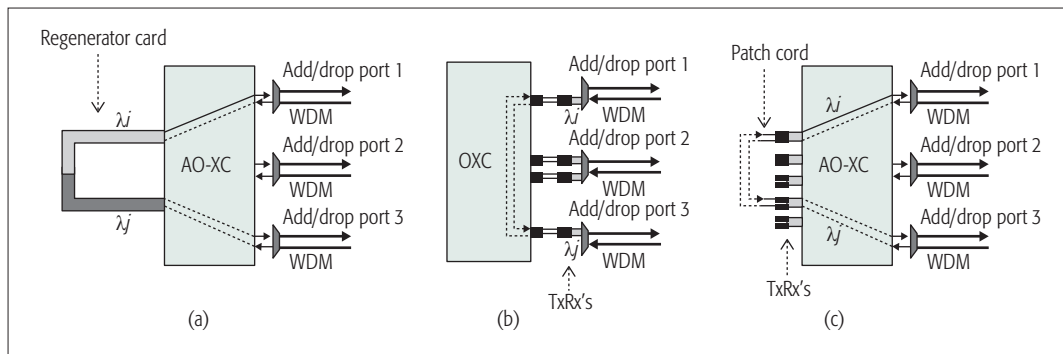 Regenerator card
λi
AO-XC
λj
Add/drop port 1
WDM
Add/drop port 2
WDM
Add/drop port 3
WDM
(a)
OXC
Add/drop port 1
λi
WDM
Add/drop port 2
WDM
Add/drop port 3
λj
WDM
TxRx's
(b)
Patch cord
λi
AO-XC
λj
TxRx's
Add/drop port 1
WDM
Add/drop port 2
WDM
Add/drop port 3
WDM
(c)